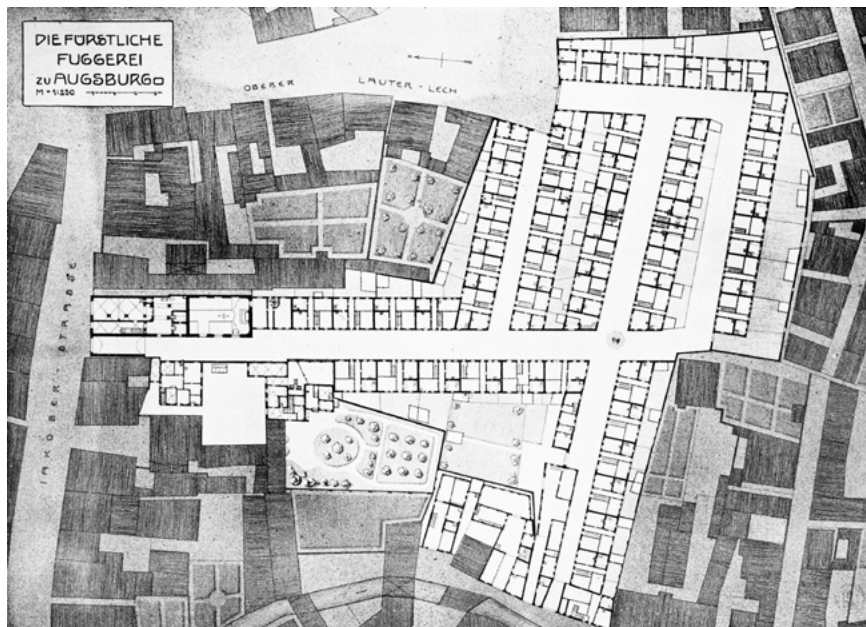 DIE FÜRSTLICHE
FUGGEREI
ZU AUGSBURG
M = 1:250
OBERER LAUTER-LECH
JAKOBER-STRASSE